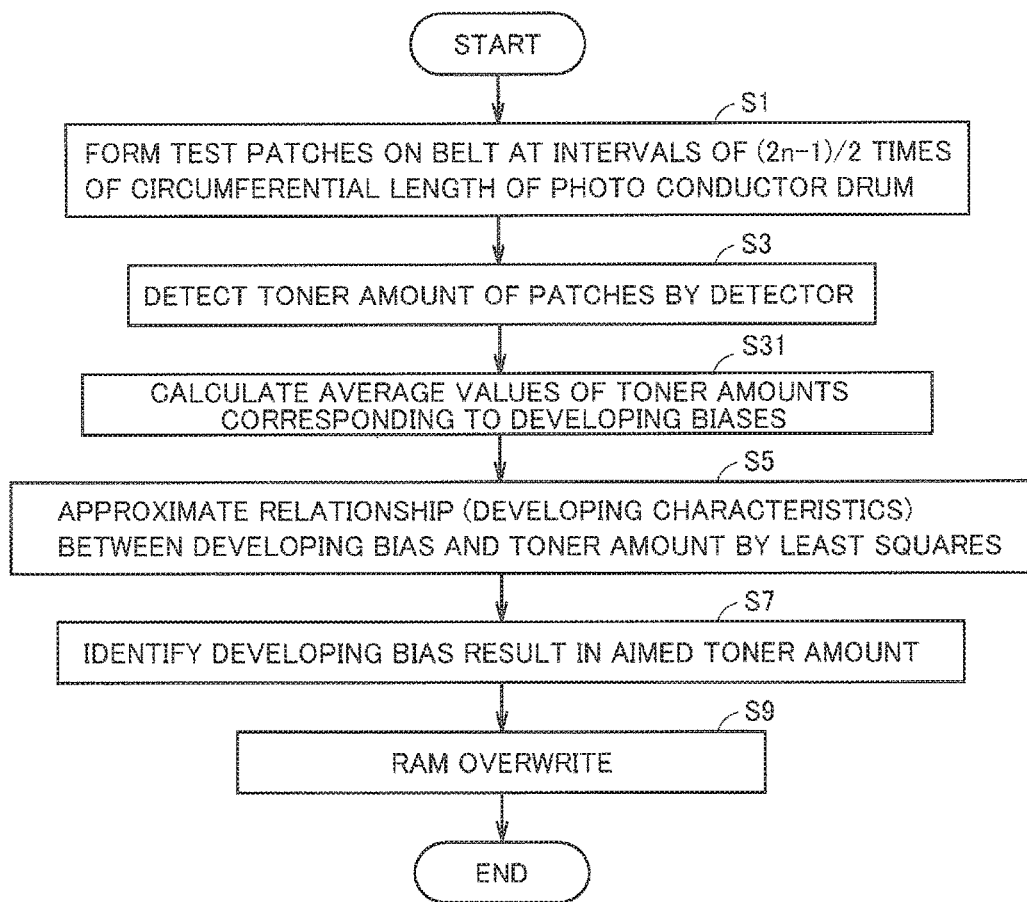 START
S1
FORM TEST PATCHES ON BELT AT INTERVALS OF (2n-1)/2 TIMES
OF CIRCUMFERENTIAL LENGTH OF PHOTO CONDUCTOR DRUM
S3
DETECT TONER AMOUNT OF PATCHES BY DETECTOR
S31
CALCULATE AVERAGE VALUES OF TONER AMOUNTS
CORRESPONDING TO DEVELOPING BIASES
S5
APPROXIMATE RELATIONSHIP (DEVELOPING CHARACTERISTICS)
BETWEEN DEVELOPING BIAS AND TONER AMOUNT BY LEAST SQUARES
S7
IDENTIFY DEVELOPING BIAS RESULT IN AIMED TONER AMOUNT
S9
RAM OVERWRITE
END